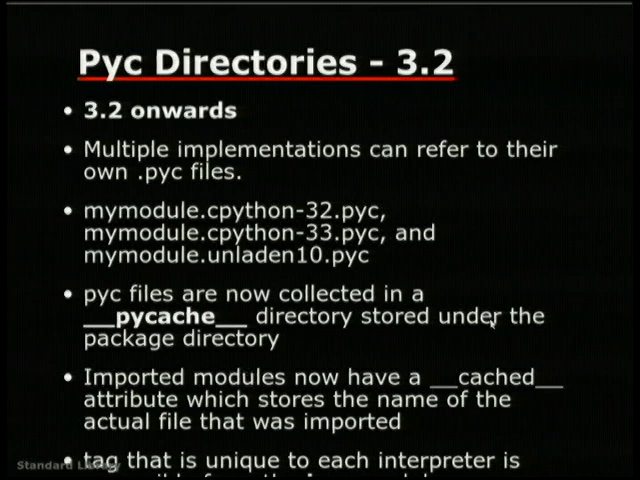 Pyc Directories - 3.2
• 3.2 onwards
• Multiple implementations can refer to their
own .pyc files.
• mymodule.cpython-32.pyc,
mymodule.cpython-33.pyc, and
mymodule.unladen10.pyc
• pyc files are now collected in a
__pycache__ directory stored under the
package directory
• Imported modules now have a __cached__
attribute which stores the name of the
actual file that was imported
• tag that is unique to each interpreter is
Standard Library